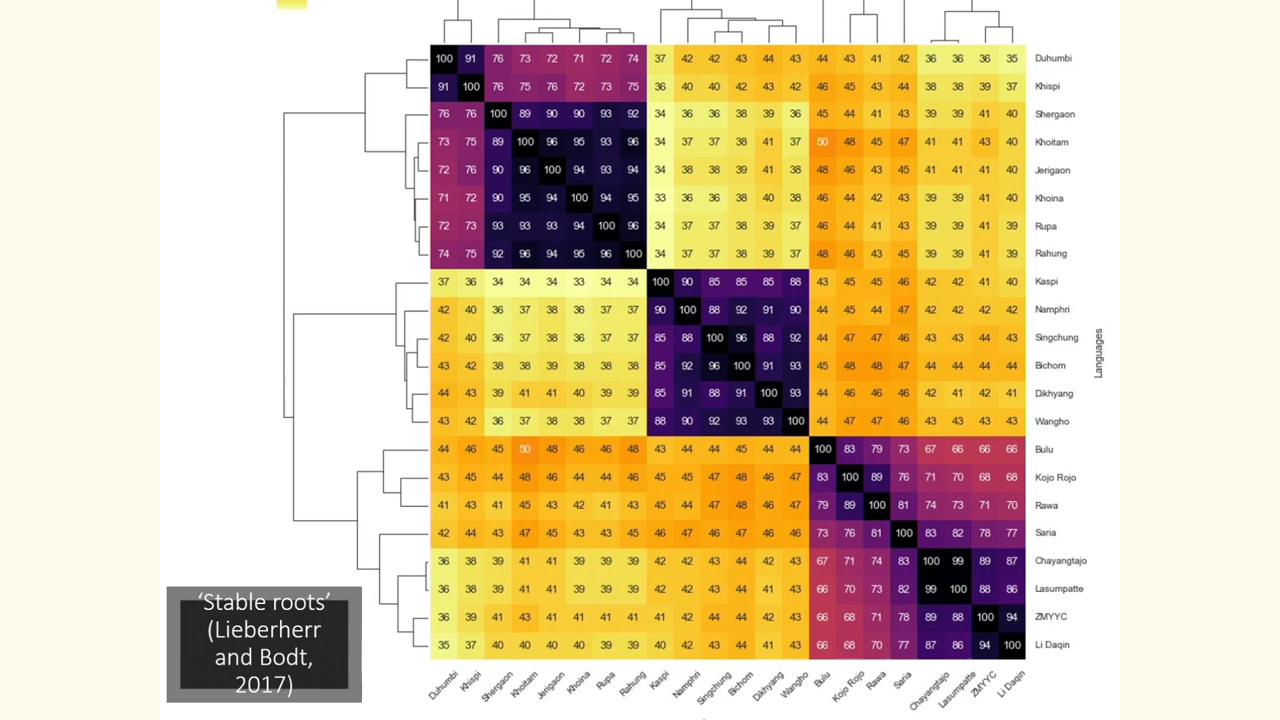 100 91 76 73 72 71 72 74 37 42 42 43 44 43 44 43 41 42 36 36 36 35 Duhumbi
91 100 76 75 76 72 73 75 36 40 40 42 43 42 46 45 43 44 38 38 39 37 Khispi
76 76 100 89 90 90 93 92 34 36 36 38 39 36 45 44 41 43 39 39 41 40 Shergaon
73 75 89 100 96 95 93 96 34 37 37 38 41 37 50 48 45 47 41 41 43 40 Khoitam
72 76 90 96 100 94 93 94 34 38 38 39 41 38 48 46 43 45 41 41 41 40 Jerigaon
71 72 90 95 94 100 94 95 33 36 36 38 40 38 46 44 42 43 39 39 41 40 Khoina
72 73 93 93 93 94 100 96 34 37 37 38 39 37 46 44 41 43 39 39 41 39 Rupa
74 75 92 96 94 95 96 100 34 37 37 38 39 37 48 46 43 45 39 39 41 39 Rahung
37 36 34 34 34 33 34 34 100 90 85 85 85 88 43 45 45 46 42 42 41 40 Kaspi
42 40 36 37 38 36 37 37 90 100 88 92 91 90 44 45 44 47 42 42 42 42 Namphri
42 40 36 37 38 36 37 37 85 88 100 96 88 92 44 47 47 46 43 43 44 43 Singchung
43 42 38 38 39 38 38 38 85 92 96 100 91 93 45 48 48 47 44 44 44 44 Bichom
44 43 39 41 41 40 39 39 85 91 88 91 100 93 44 46 46 46 42 41 42 41 Dikhyang
43 42 36 37 38 38 37 37 88 90 92 93 93 100 44 47 47 46 43 43 43 43 Wangho
44 46 45 50 48 46 46 48 43 44 44 45 44 44 100 83 79 73 67 66 66 66 Bulu
43 45 44 48 46 44 44 46 45 45 47 48 46 47 83 100 89 76 71 70 68 68 Kojo Rojo
41 43 41 45 43 42 41 43 45 44 47 48 46 47 79 89 100 81 74 73 71 70 Rawa
42 44 43 47 45 43 43 45 46 47 46 47 46 46 73 76 81 100 83 82 78 77 Saria
36 38 39 41 41 39 39 39 42 42 43 44 42 43 67 71 74 83 100 99 89 87 Chayangtajo
36 38 39 41 41 39 39 39 42 42 43 44 41 43 66 70 73 82 99 100 88 86 Lasumpatte
36 39 41 43 41 41 41 41 41 42 44 44 42 43 66 68 71 78 89 88 100 94 ZMYYC
35 37 40 40 40 40 39 39 40 42 43 44 41 43 66 68 70 77 87 86 94 100 Li Daqin
Languages
Duhumbi Khispi Shergaon Khoitam Jerigaon Khoina Rupa Rahung Kaspi Namphri Singchung Bichom Dikhyang Wangho Bulu Kojo Rojo Rawa Saria Chayangtajo Lasumpatte ZMYYC Li Daqin
‘Stable roots’
(Lieberherr
and Bodt,
2017)